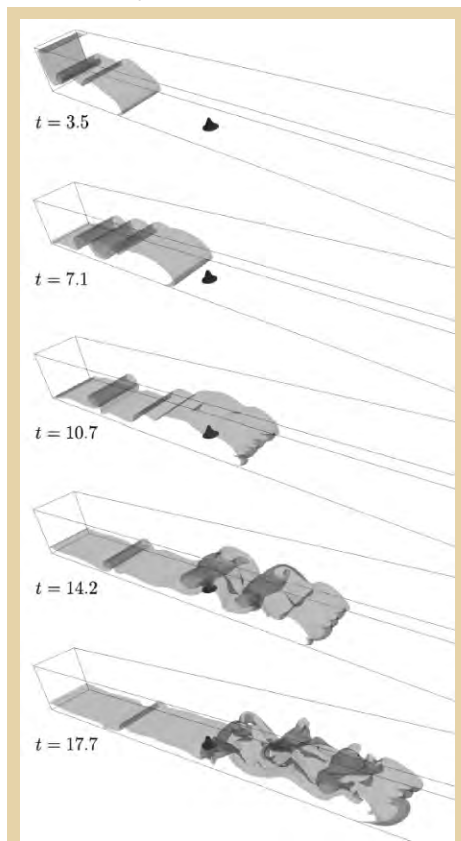 t = 3.5
t = 7.1
t = 10.7
t = 14.2
t = 17.7